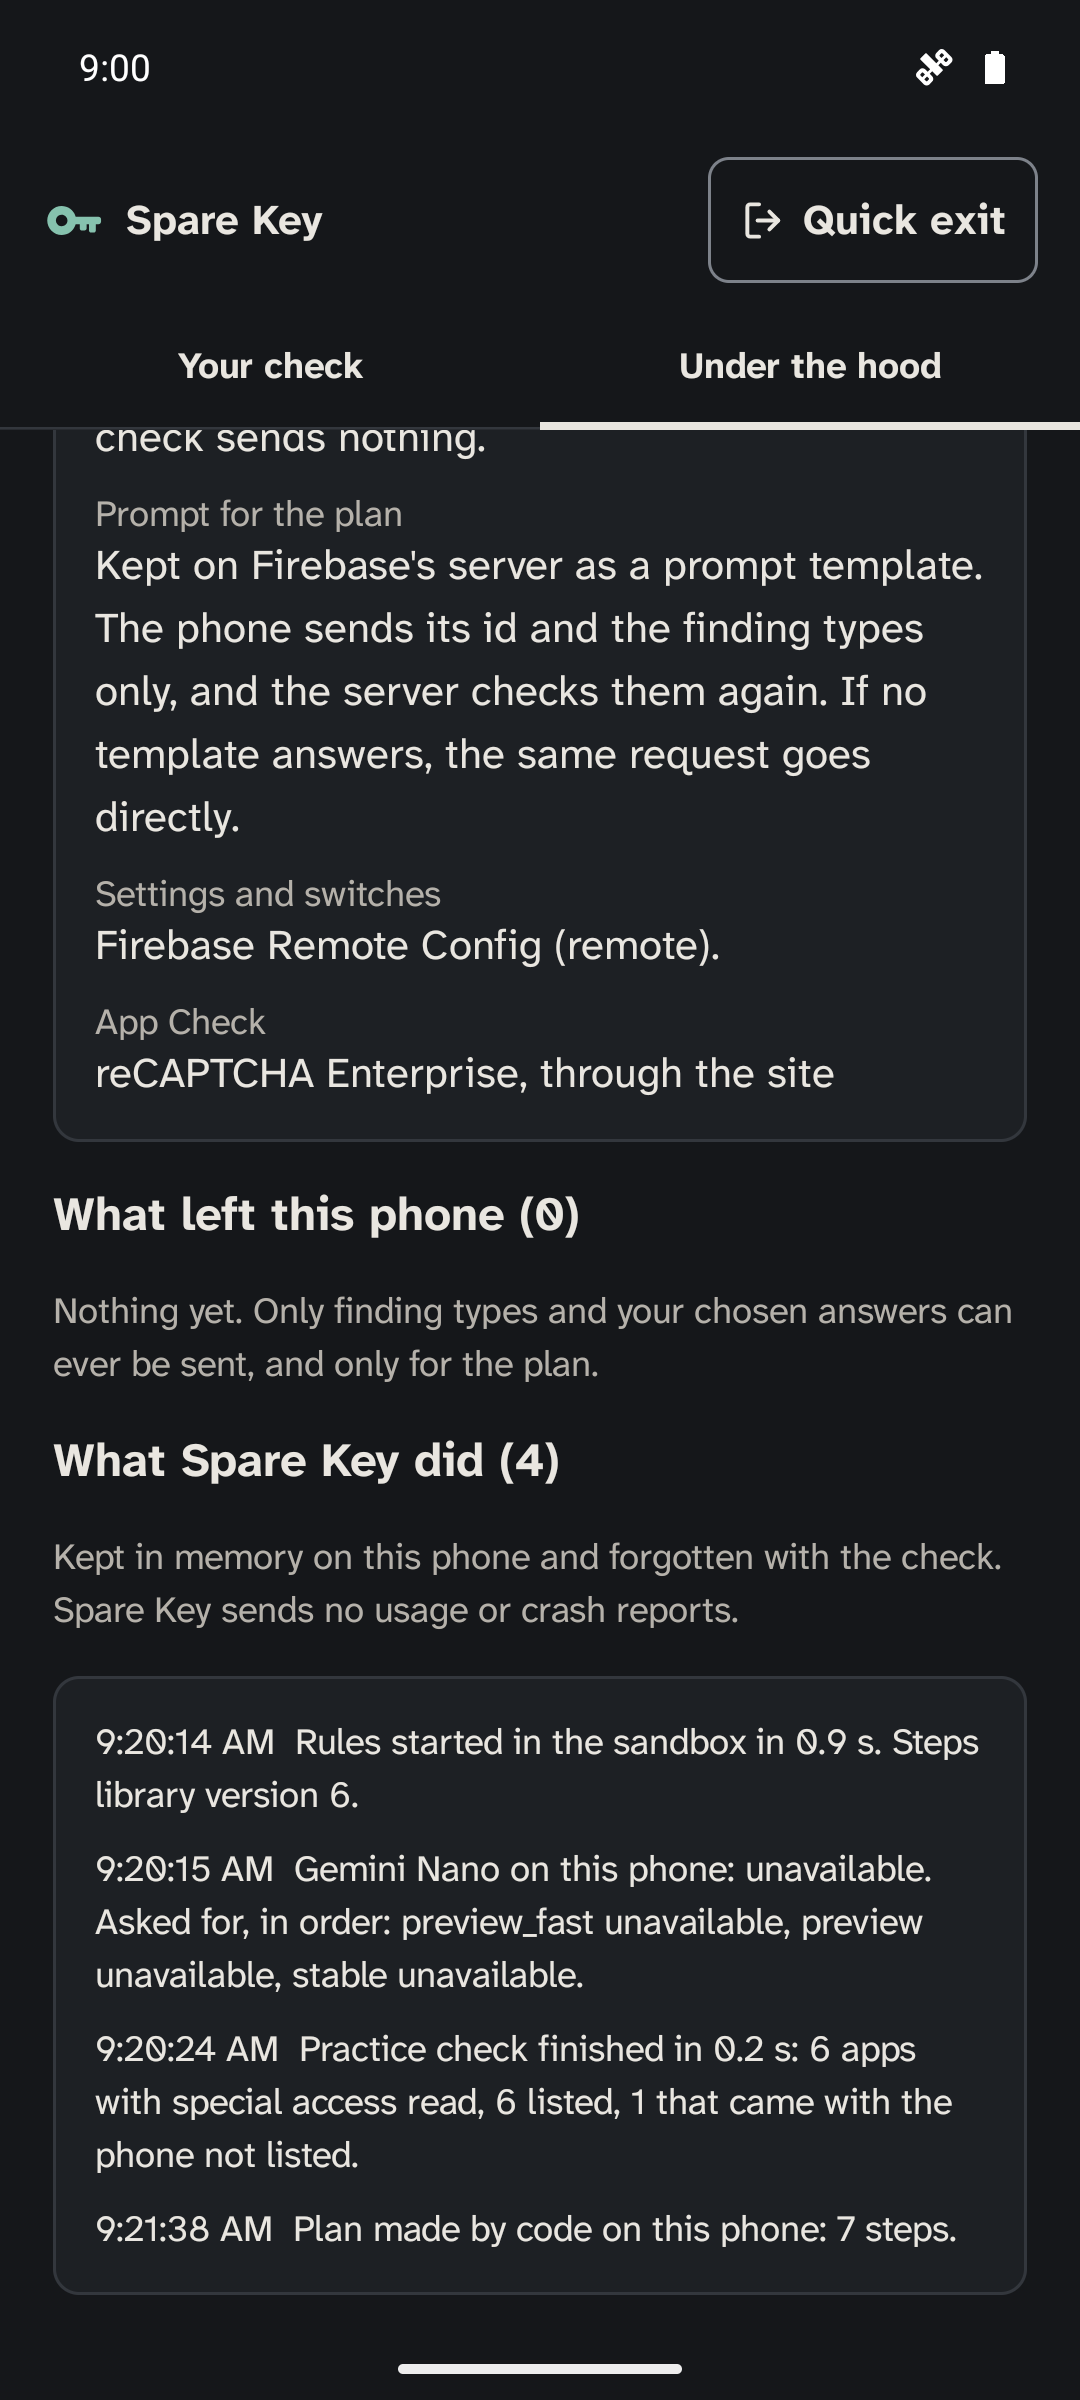 9:00
Spare Key
Quick exit
Your check
Under the hood
check sends nothing.
Prompt for the plan
Kept on Firebase's server as a prompt template.
The phone sends its id and the finding types
only, and the server checks them again. If no
template answers, the same request goes
directly.
Settings and switches
Firebase Remote Config (remote).
App Check
reCAPTCHA Enterprise, through the site
What left this phone (0)
Nothing yet. Only finding types and your chosen answers can
ever be sent, and only for the plan.
What Spare Key did (4)
Kept in memory on this phone and forgotten with the check.
Spare Key sends no usage or crash reports.
9:20:14 AM Rules started in the sandbox in 0.9 s. Steps
library version 6.
9:20:15 AM Gemini Nano on this phone: unavailable.
Asked for, in order: preview_fast unavailable, preview
unavailable, stable unavailable.
9:20:24 AM Practice check finished in 0.2 s: 6 apps
with special access read, 6 listed, 1 that came with the
phone not listed.
9:21:38 AM Plan made by code on this phone: 7 steps.